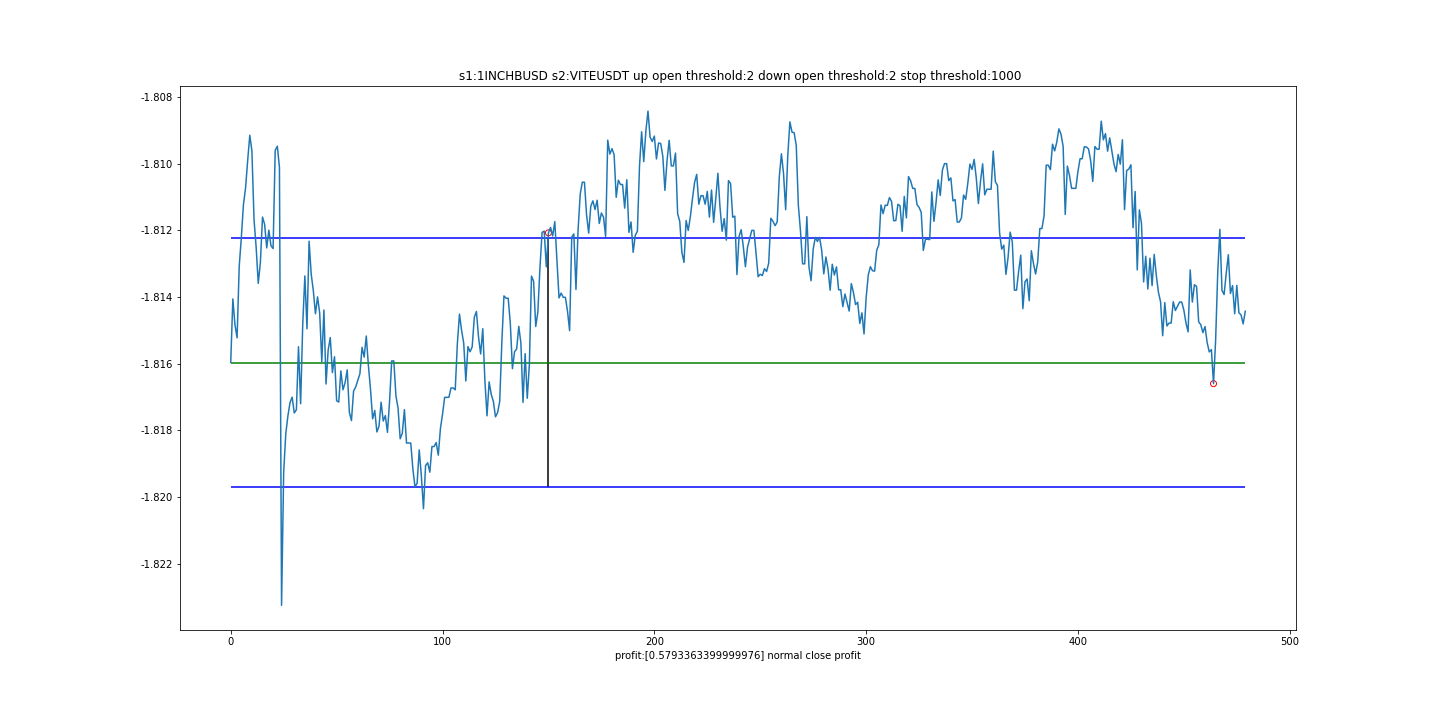 s1:1INCHBUSD s2:VITEUSDT up open threshold:2 down open threshold:2 stop threshold:1000
-1.808
-1.810
-1.812
-1.814
-1.816
-1.818
-1.820
-1.822
0 100 200 300 400 500
profit:[0.5793363399999976] normal close profit